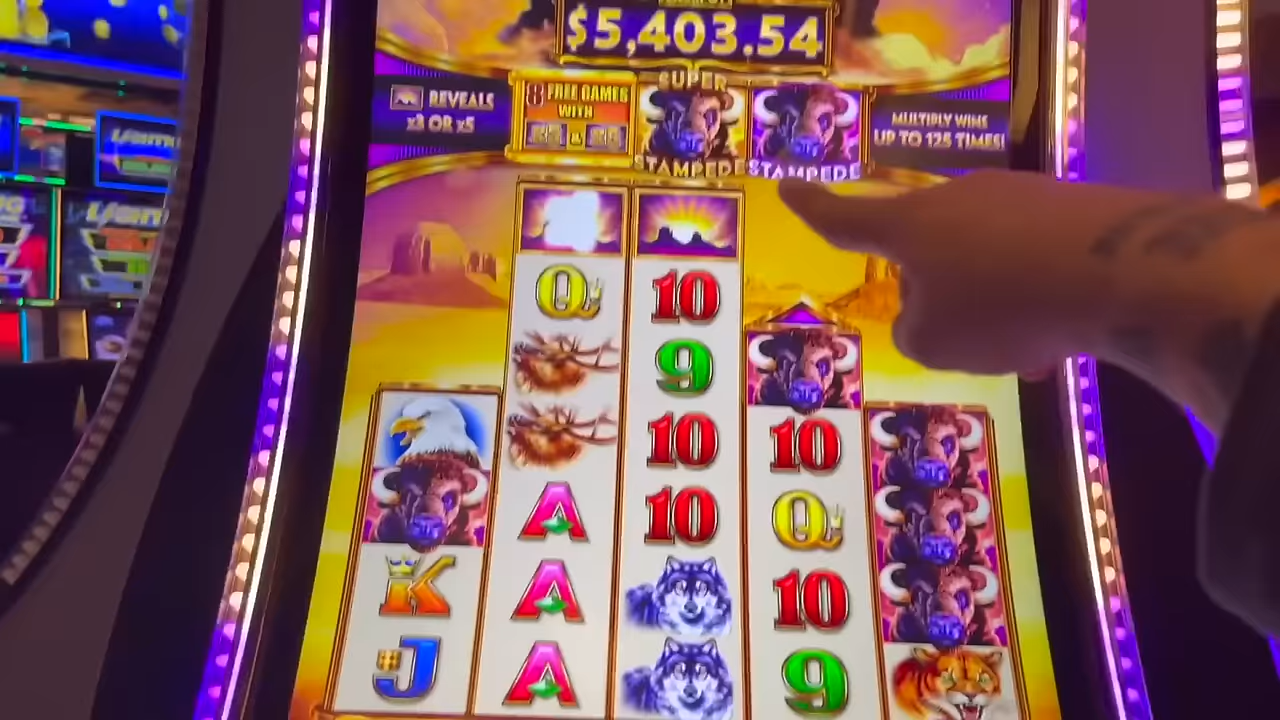 $5,403.54
SUPER
REVEALS
x3 OR x5
8 FREE GAMES
WITH
MULTIPLY WINS
UP TO 125 TIMES!
STAMPEDE
STAMPEDE
Q
10
9
10
10
A
10
Q
K
A
10
J
A
9